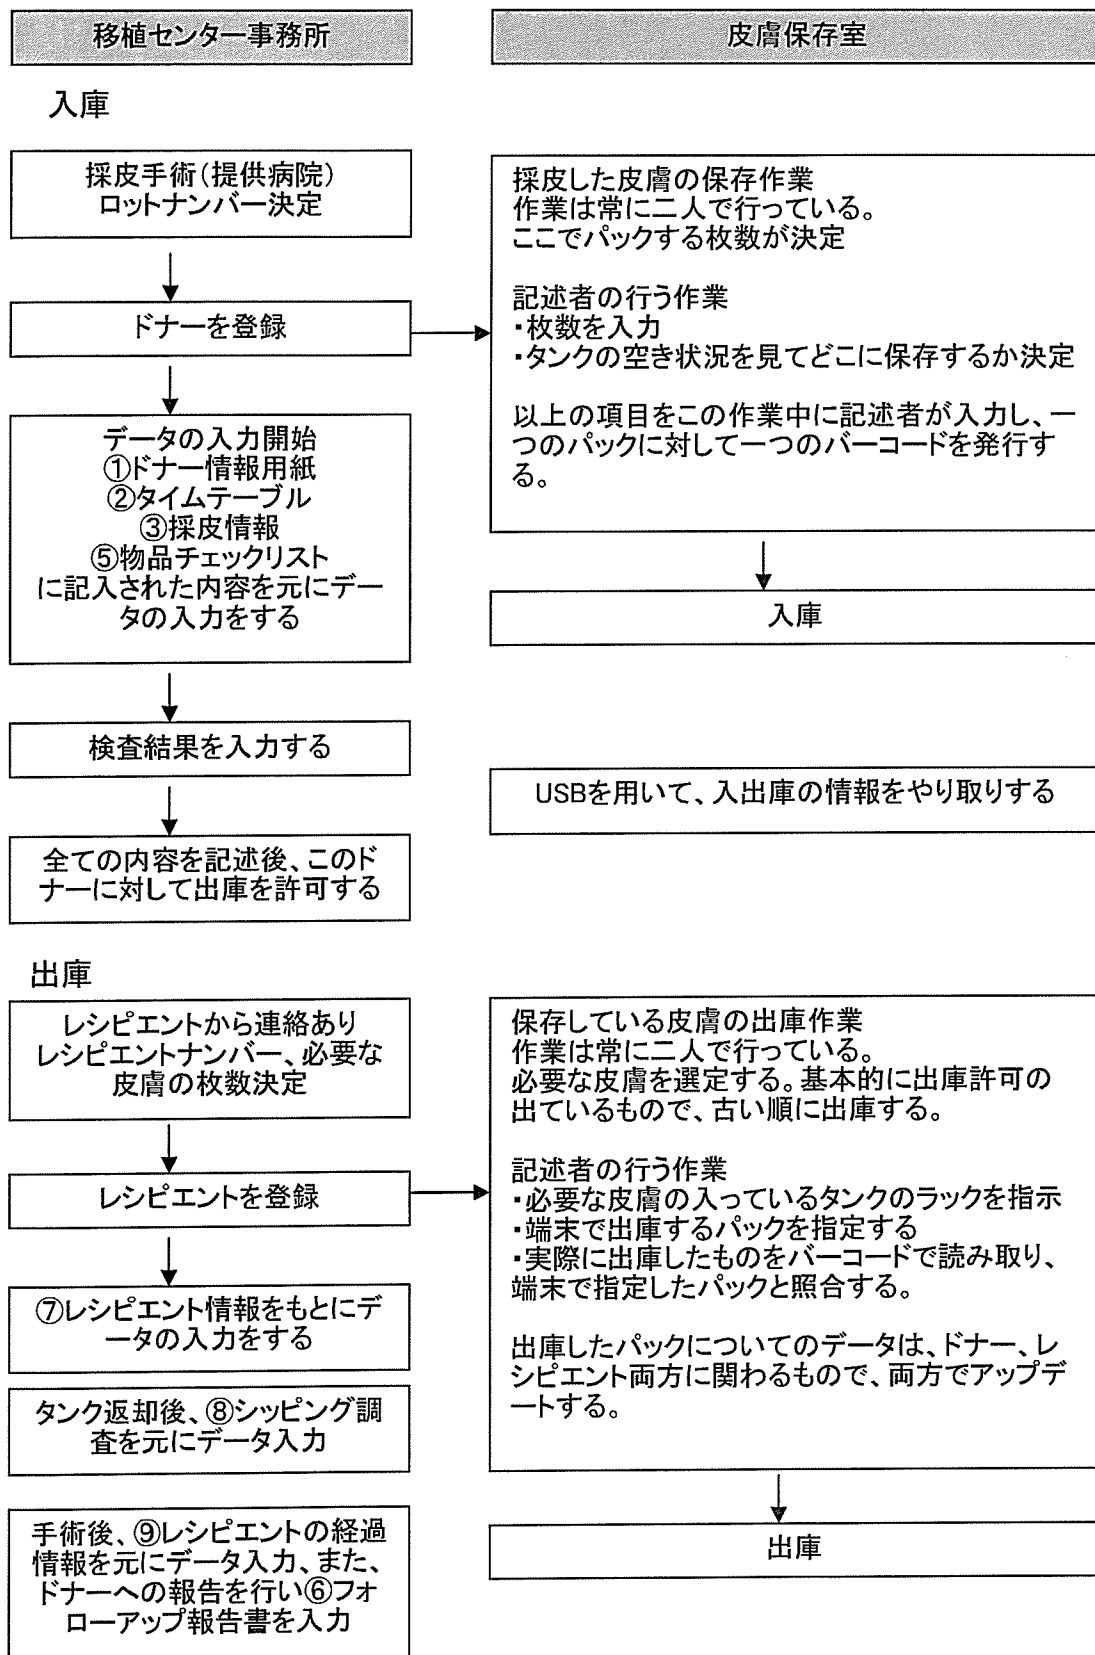 移植センター事務所
皮膚保存室
入庫
採皮手術(提供病院)
ロットナンバー決定
ドナーを登録
データの入力開始
①ドナー情報用紙
②タイムテーブル
③採皮情報
⑤物品チェックリスト
に記入された内容を元にデー
タの入力をする
検査結果を入力する
全ての内容を記述後、このド
ナーに対して出庫を許可する
採皮した皮膚の保存作業
作業は常に二人で行っている。
ここでパックする枚数が決定
記述者の行う作業
・枚数を入力
・タンクの空き状況を見てどこに保存するか決定
以上の項目をこの作業中に記述者が入力し、一
つのパックに対して一つのバーコードを発行す
る。
入庫
USBを用いて、入出庫の情報をやり取りする
出庫
レシピエントから連絡あり
レシピエントナンバー、必要な
皮膚の枚数決定
レシピエントを登録
⑦レシピエント情報をもとにデ
ータの入力をする
タンク返却後、⑧シッピング調
査を元にデータ入力
手術後、⑨レシピエントの経過
情報を元にデータ入力、また、
ドナーへの報告を行い⑥フォ
ローアップ報告書を入力
保存している皮膚の出庫作業
作業は常に二人で行っている。
必要な皮膚を選定する。基本的に出庫許可の
出ているもので、古い順に出庫する。
記述者の行う作業
・必要な皮膚の入っているタンクのラックを指示
・端末で出庫するパックを指定する
・実際に出庫したものをバーコードで読み取り、
端末で指定したパックと照合する。
出庫したパックについてのデータは、ドナー、レ
シピエント両方に関わるもので、両方でアップデ
ートする。
出庫